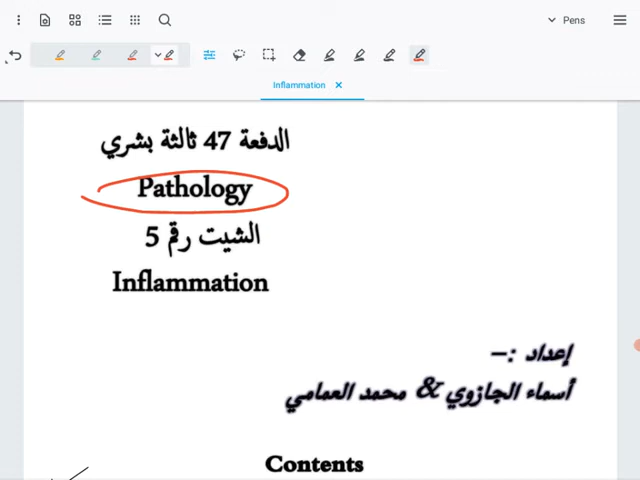 Pens
Inflammation
الدفعة 47 ثالثة بشري
Pathology
الشيت رقم 5
Inflammation
إعداد :–
أسماء الجازوي & محمد العمامي
Contents